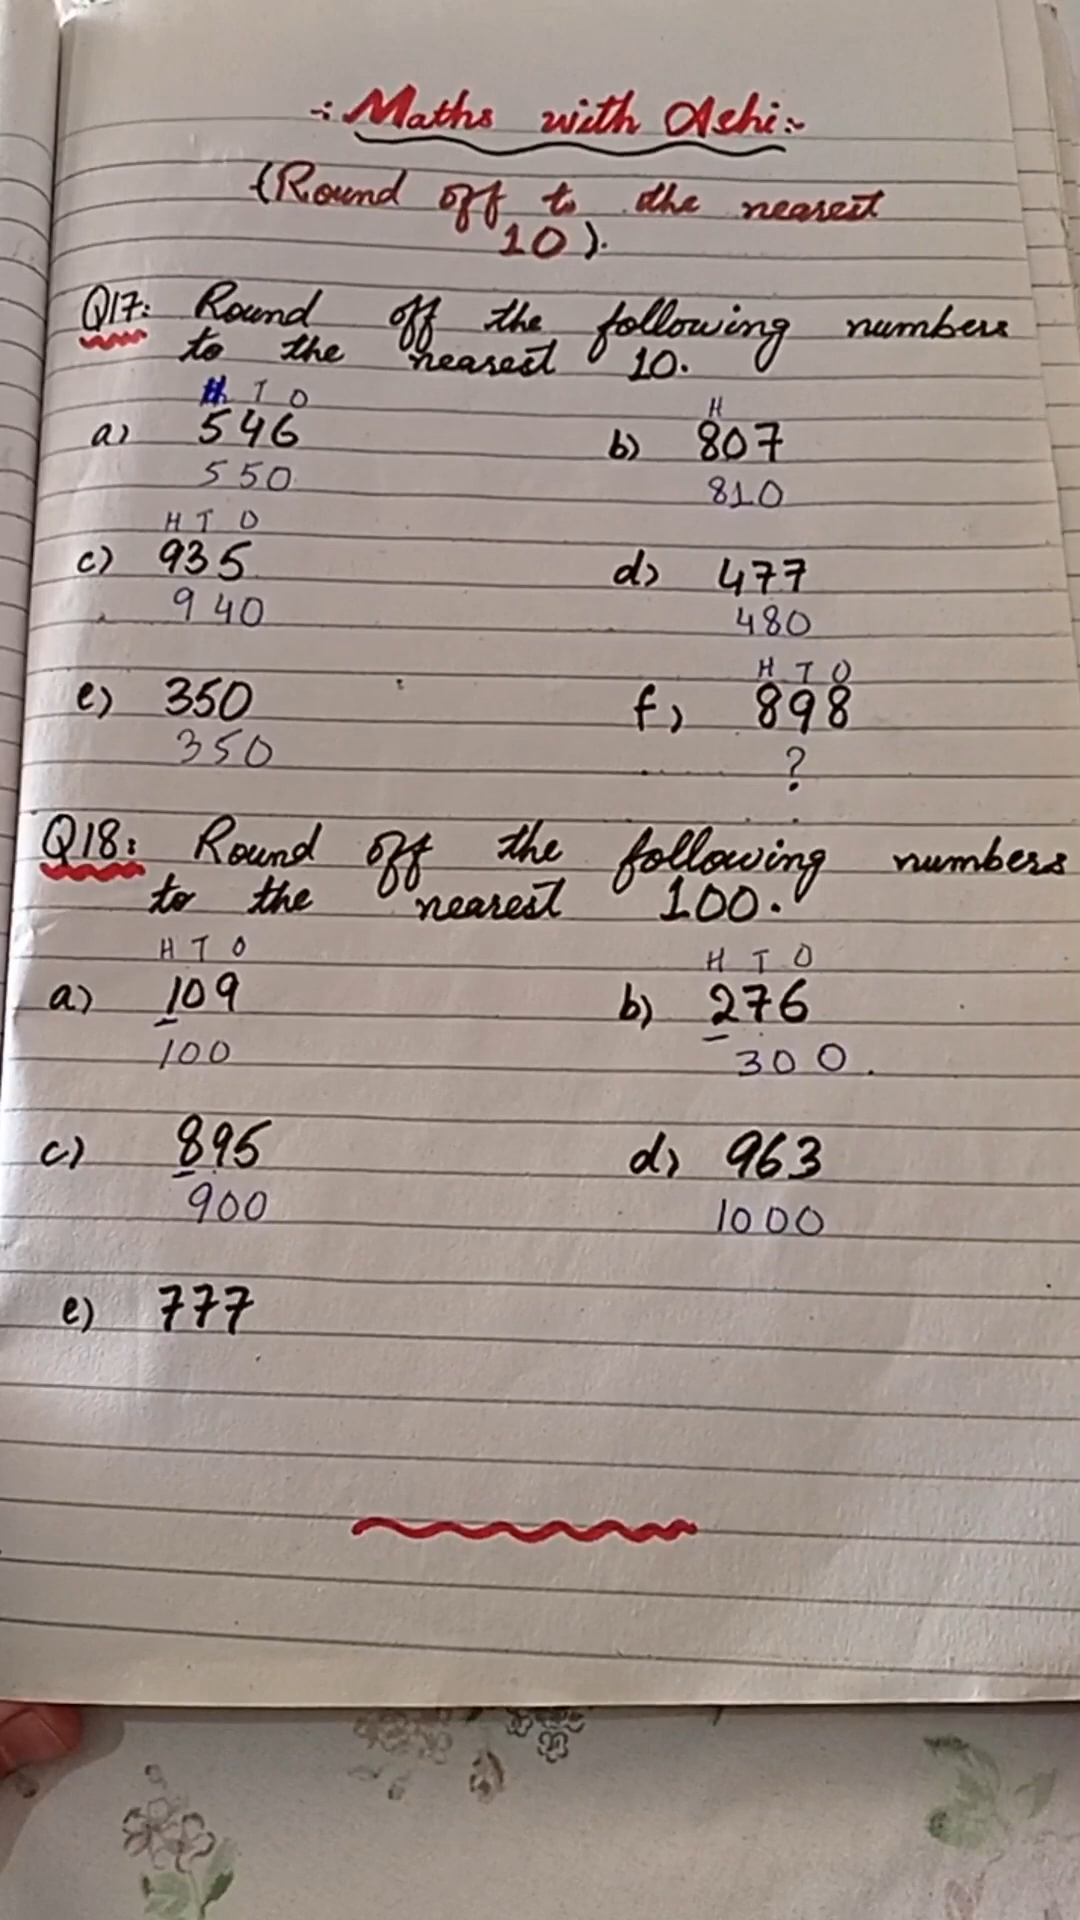 -: Maths with Ashi:-
(Round off to the nearest
10).
Q17: Round off the following numbers
to the nearest 10.
H T O
a) 546
550
H
b) 807
810
H T O
c) 935
940
d) 477
480
e) 350
350
H T O
f) 898
?
Q18: Round off the following numbers
to the nearest 100.
H T O
a) 109
100
H T O
b) 276
300.
c) 895
900
d) 963
1000
e) 777